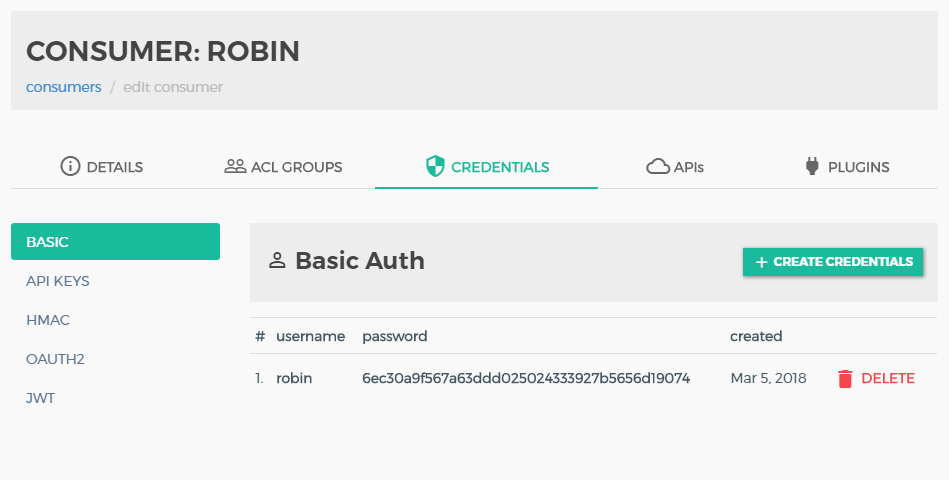 CONSUMER: ROBIN
consumers / edit consumer
DETAILS ACL GROUPS CREDENTIALS APIs PLUGINS
BASIC
API KEYS
HMAC
OAUTH2
JWT
Basic Auth + CREATE CREDENTIALS
# username password created
1. robin 6ec30a9f567a63ddd025024333927b5656d19074 Mar 5, 2018 DELETE